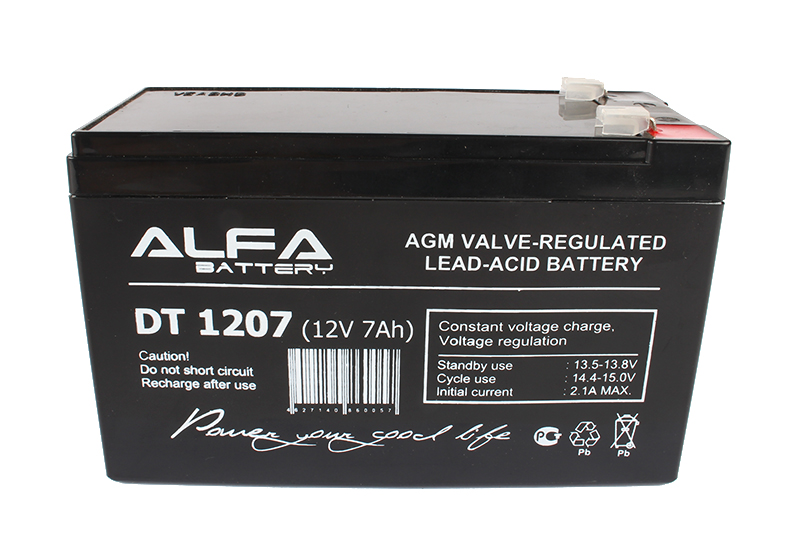 ALFA
BATTERY
AGM VALVE-REGULATED
LEAD-ACID BATTERY
DT 1207 (12V 7Ah)
Caution!
Do not short circuit
Recharge after use
4627140860057
Constant voltage charge,
Voltage regulation
Standby use : 13.5-13.8V
Cycle use : 14.4-15.0V
Initial current : 2.1A MAX.
Power your good life
Pb
Pb